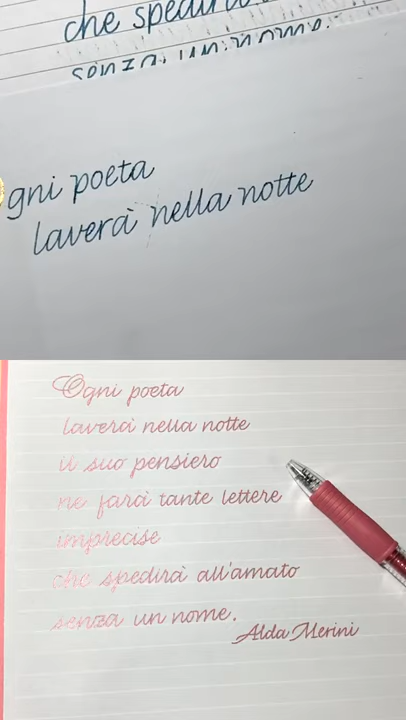 che spedirà
senza un nome.
gni poeta
laverà nella notte
Ogni poeta
laverà nella notte
il suo pensiero
ne farà tante lettere
imprecise
che spedirà all'amato
senza un nome.
Alda Merini